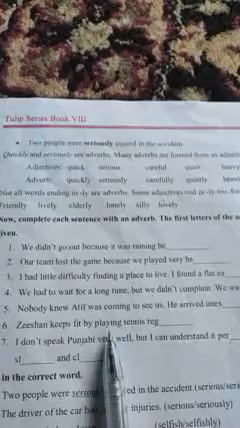 Tulip Series Book VIII
• Two people were seriously injured in the accident.
Quickly and seriously are adverbs. Many adverbs are formed from an adjecti
Adjectives: quick serious careful quiet heavy
Adverb: quickly seriously carefully quietly heavi
Not all words ending in -ly are adverbs. Some adjectives end in -ly too, for
Friendly lively elderly lonely silly lovely
Now, complete each sentence with an adverb. The first letters of the a
iven.
1. We didn't go out because it was raining he
2. Our team lost the game because we played very ba
3. I had little difficulty finding a place to live. I found a flat ea
4. We had to wait for a long time, but we didn't complain. We wa
5. Nobody knew Atif was coming to see us. He arrived unex
6. Zeeshan keeps fit by playing tennis reg
7. I don't speak Punjabi very well, but I can understand it per
sl and cl
in the correct word.
Two people were serious red in the accident.(serious/seri
The driver of the car ha injuries. (serious/seriously)
(selfish/selfishly)